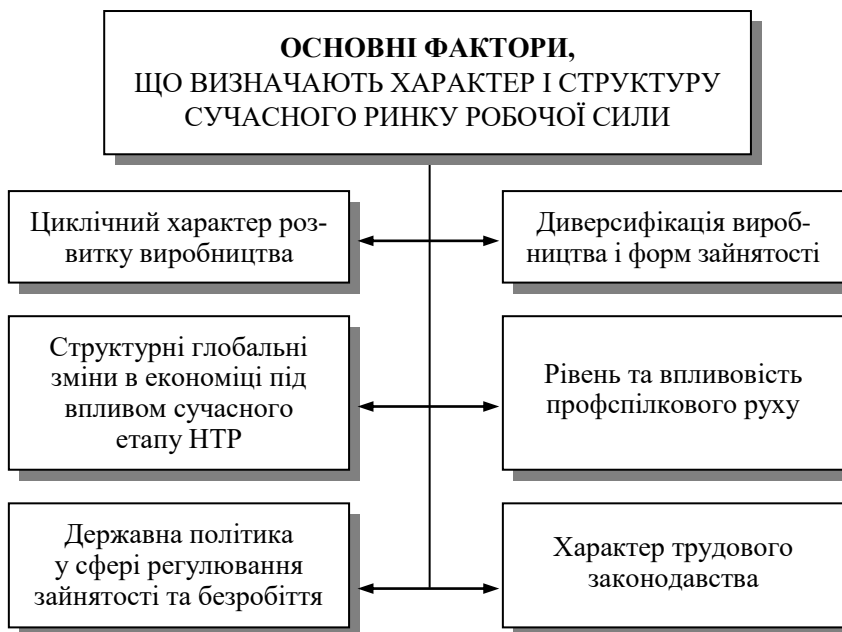 ОСНОВНІ ФАКТОРИ,
ЩО ВИЗНАЧАЮТЬ ХАРАКТЕР І СТРУКТУРУ
СУЧАСНОГО РИНКУ РОБОЧОЇ СИЛИ
Циклічний характер роз-
витку виробництва
Диверсифікація вироб-
ництва і форм зайнятості
Структурні глобальні
зміни в економіці під
впливом сучасного
етапу НТР
Рівень та впливовість
профспілкового руху
Державна політика
у сфері регулювання
зайнятості та безробіття
Характер трудового
законодавства